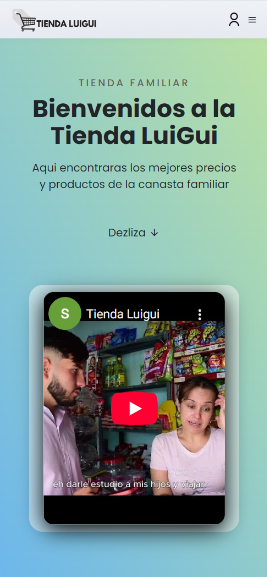 TIENDA LUIGUI
TIENDA FAMILIAR
Bienvenidos a la
Tienda LuiGui
Aqui encontraras los mejores precios
y productos de la canasta familiar
Dezliza ↓
S Tienda Luigui
eh darle estudio a mis hijos y viajar